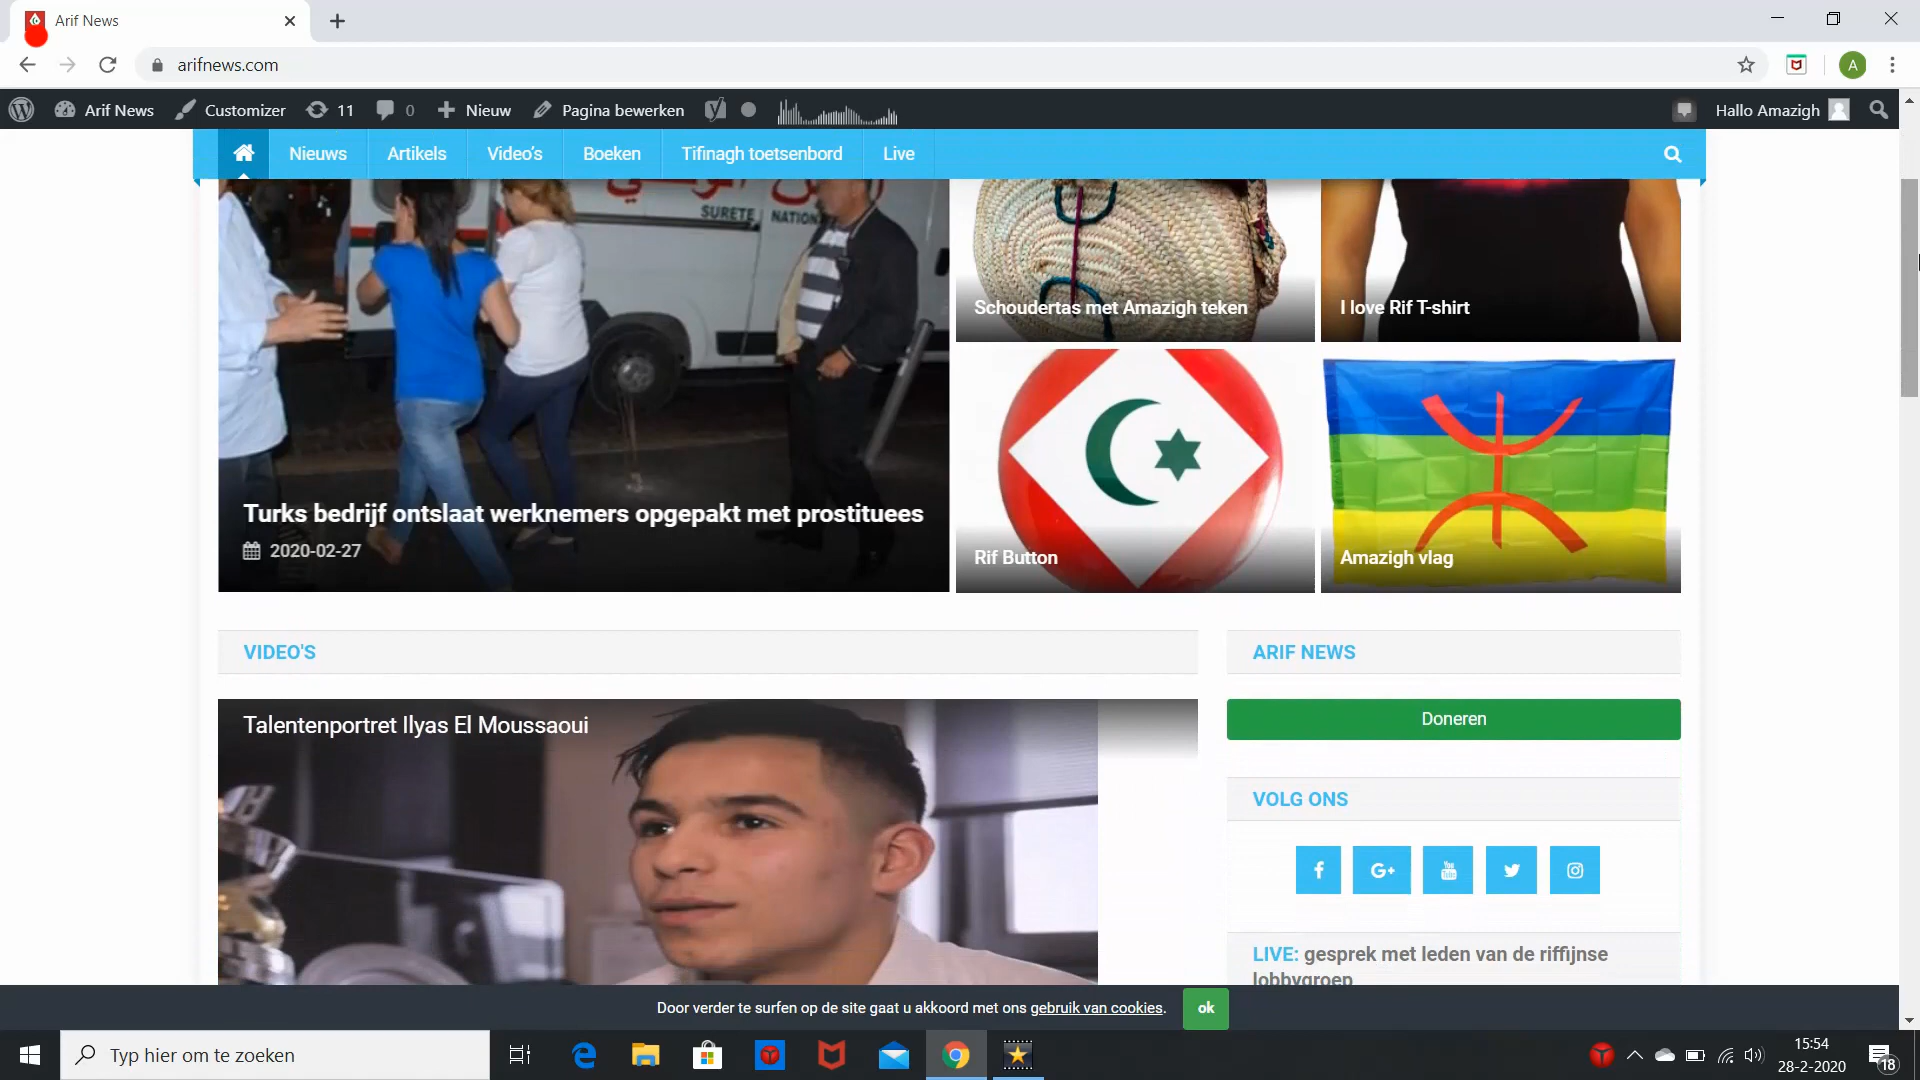 Arif News
arifnews.com
A
Arif News
Customizer
11
0
Nieuw
Pagina bewerken
Hallo Amazigh
Nieuws
Artikels
Video's
Boeken
Tifinagh toetsenbord
Live
SURETE NATION
Schoudertas met Amazigh teken
I love Rif T-shirt
Turks bedrijf ontslaat werknemers opgepakt met prostituees
2020-02-27
Rif Button
Amazigh vlag
VIDEO'S
ARIF NEWS
Talentenportret Ilyas El Moussaoui
Doneren
VOLG ONS
LIVE: gesprek met leden van de riffijnse
lobbygroep
Door verder te surfen op de site gaat u akkoord met ons gebruik van cookies.
ok
Typ hier om te zoeken
15:54
28-2-2020
18